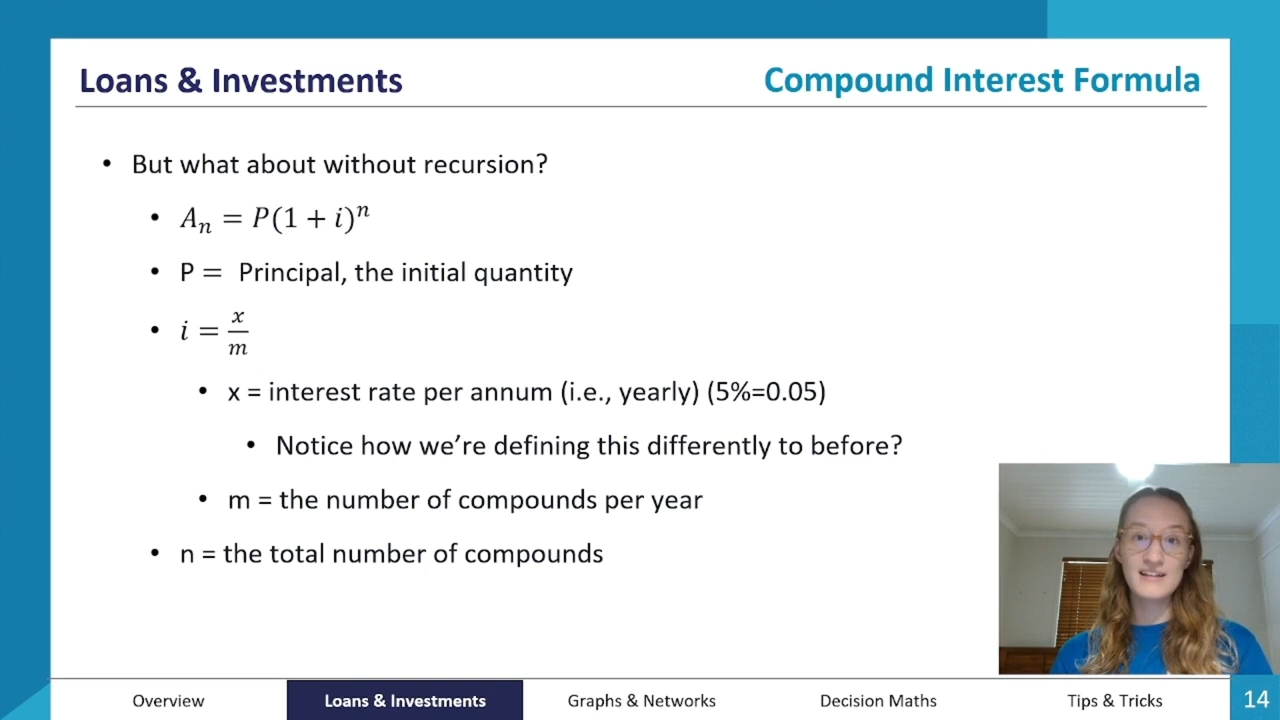 Loans & Investments
Compound Interest Formula
• But what about without recursion?
• Aₙ = P(1 + i)ⁿ
• P = Principal, the initial quantity
• i = x/m
• x = interest rate per annum (i.e., yearly) (5%=0.05)
• Notice how we’re defining this differently to before?
• m = the number of compounds per year
• n = the total number of compounds
Overview
Loans & Investments
Graphs & Networks
Decision Maths
Tips & Tricks
14